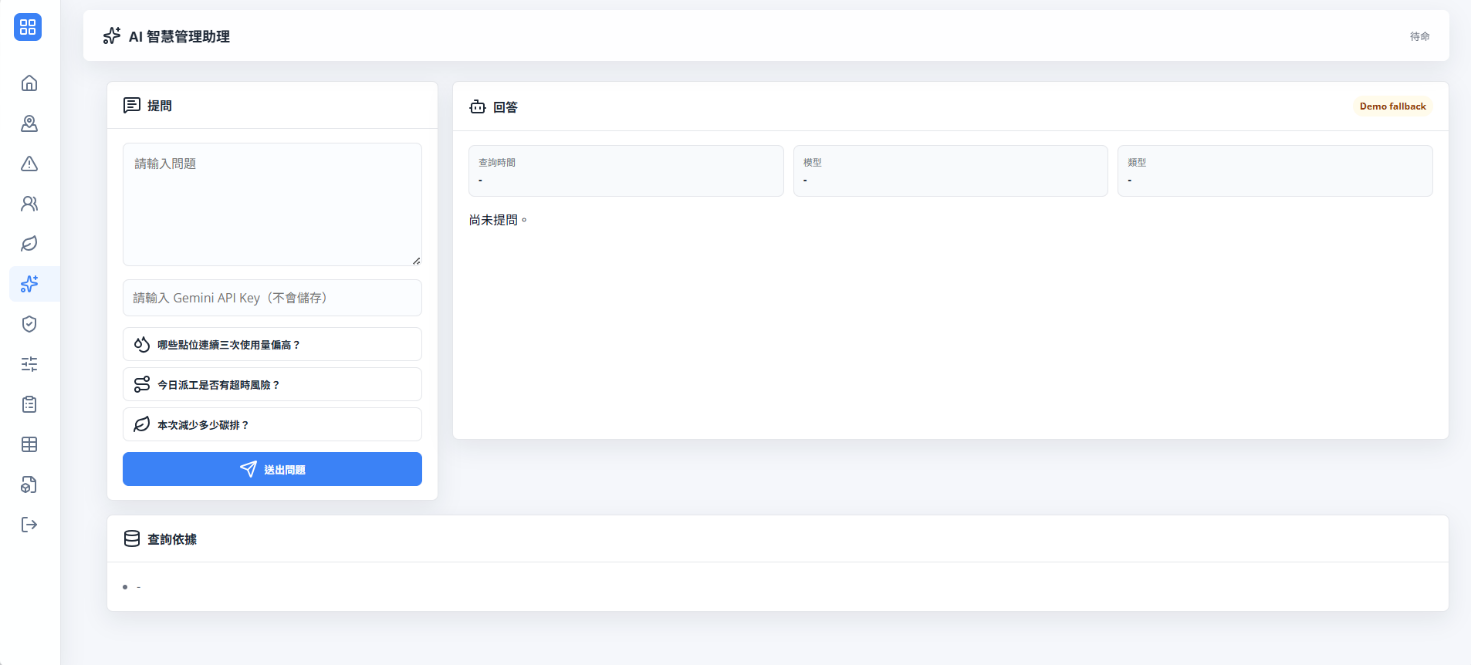 AI 智慧管理助理
待命
提問
請輸入問題
請輸入 Gemini API Key（不會儲存）
哪些點位連續三次使用量偏高？
今日派工是否有超時風險？
本次減少多少碳排？
送出問題
回答
Demo fallback
查詢時間
-
模型
-
類型
-
尚未提問。
查詢依據
-